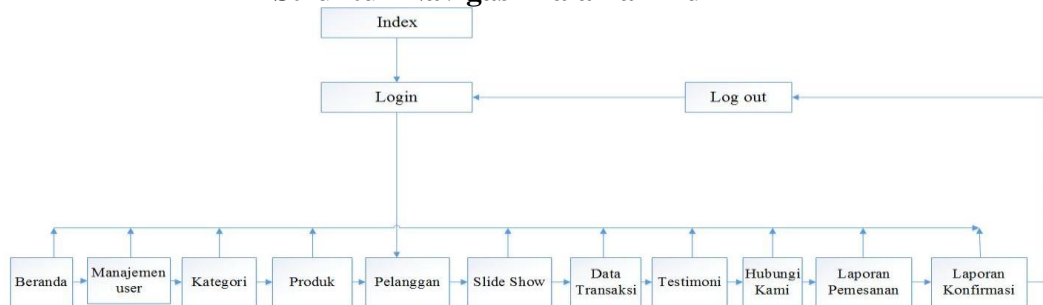 Index
Login
Log out
Beranda
Manajemen
user
Kategori
Produk
Pelanggan
Slide Show
Data
Transaksi
Testimoni
Hubungi
Kami
Laporan
Pemesanan
Laporan
Konfirmasi